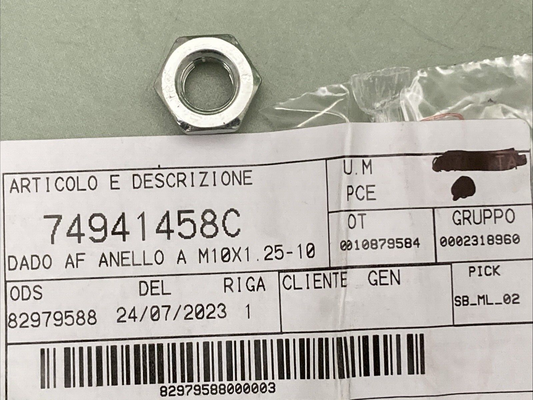 ARTICOLO E DESCRIZIONE
74941458C
DADO AF ANELLO A M10X1.25-10
U.M
PCE
OT
0010879584
GRUPPO
0002318960
ODS DEL RIGA
82979588 24/07/2023 1
CLIENTE GEN
PICK
SB_ML_02
82979588000003